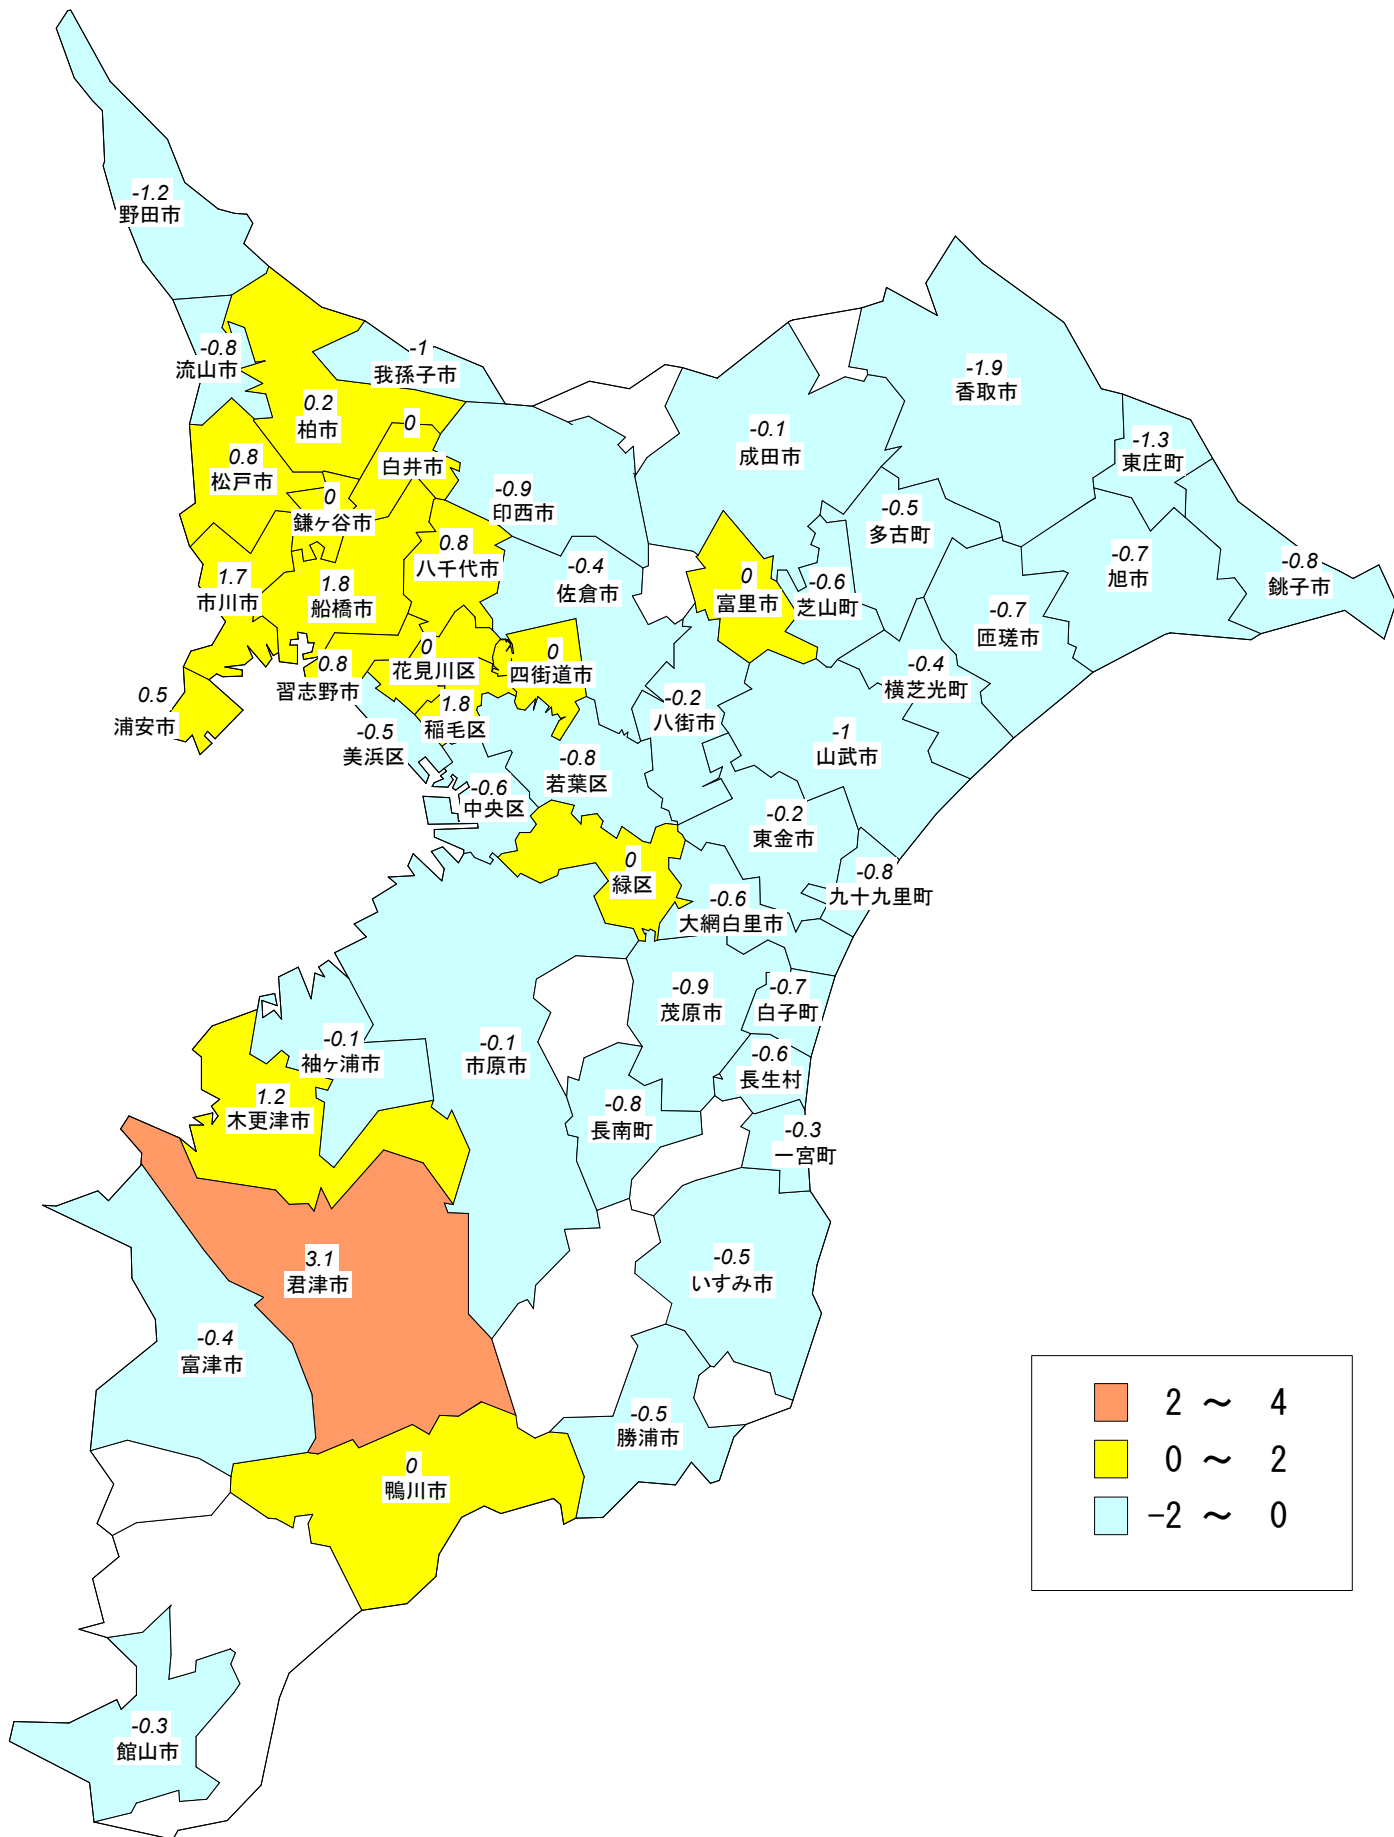 -1.2
野田市
-0.8
流山市
-1
我孫子市
0.2
柏市
0
白井市
0.8
松戸市
0
鎌ヶ谷市
-0.9
印西市
-0.1
成田市
-1.9
香取市
-1.3
東庄町
-0.5
多古町
-0.7
旭市
-0.8
銚子市
1.7
市川市
1.8
船橋市
0.8
八千代市
-0.4
佐倉市
0
富里市
-0.6
芝山町
-0.7
匝瑳市
-0.4
横芝光町
0.5
浦安市
0.8
習志野市
0
花見川区
0
四街道市
1.8
稲毛区
-0.5
美浜区
-0.2
八街市
-1
山武市
-0.8
若葉区
-0.6
中央区
-0.2
東金市
0
緑区
-0.6
大網白里市
-0.8
九十九里町
-0.9
茂原市
-0.7
白子町
-0.1
袖ヶ浦市
-0.1
市原市
-0.6
長生村
1.2
木更津市
-0.8
長南町
-0.3
一宮町
3.1
君津市
-0.5
いすみ市
-0.4
富津市
-0.5
勝浦市
0
鴨川市
-0.3
館山市
2 ～ 4
0 ～ 2
-2 ～ 0